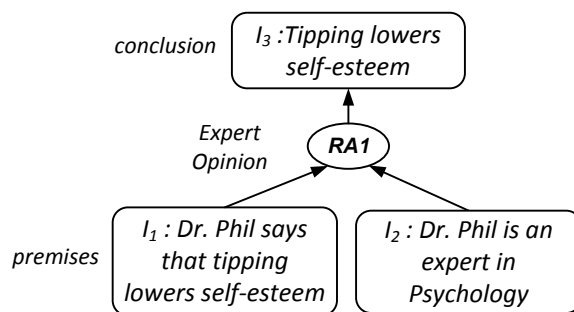 conclusion
I3 :Tipping lowers
self-esteem
Expert
Opinion
RA1
premises
I1 : Dr. Phil says
that tipping
lowers self-esteem
I2 : Dr. Phil is an
expert in
Psychology